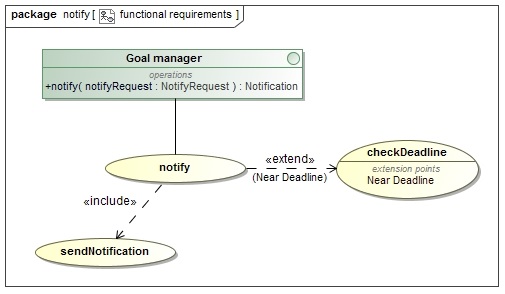 package notify [ functional requirements ]
Goal manager
operations
+notify( notifyRequest : NotifyRequest ) : Notification
notify
«extend»
(Near Deadline)
checkDeadline
extension points
Near Deadline
«include»
sendNotification